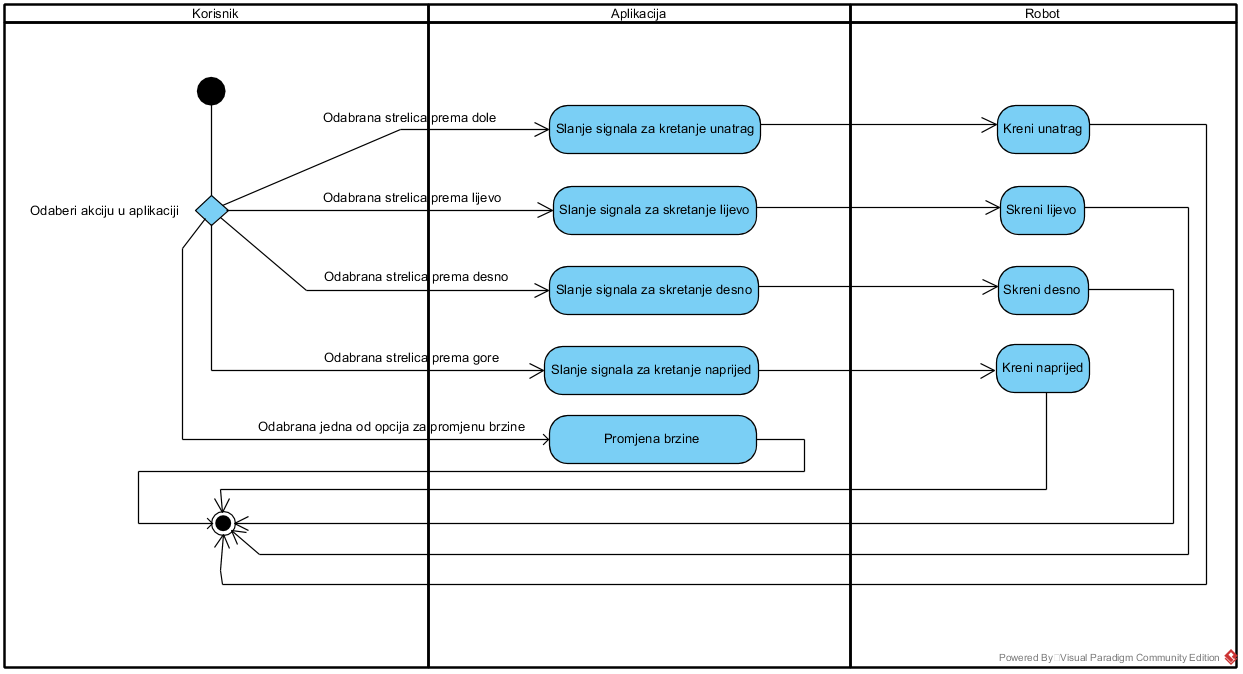 Korisnik
Aplikacija
Robot
Odabrana strelica prema dole
Slanje signala za kretanje unatrag
Kreni unatrag
Odaberi akciju u aplikaciji
Odabrana strelica prema lijevo
Slanje signala za skretanje lijevo
Skreni lijevo
Odabrana strelica prema desno
Slanje signala za skretanje desno
Skreni desno
Odabrana strelica prema gore
Slanje signala za kretanje naprijed
Kreni naprijed
Odabrana jedna od opcija za promjenu brzine
Promjena brzine
Powered By Visual Paradigm Community Edition